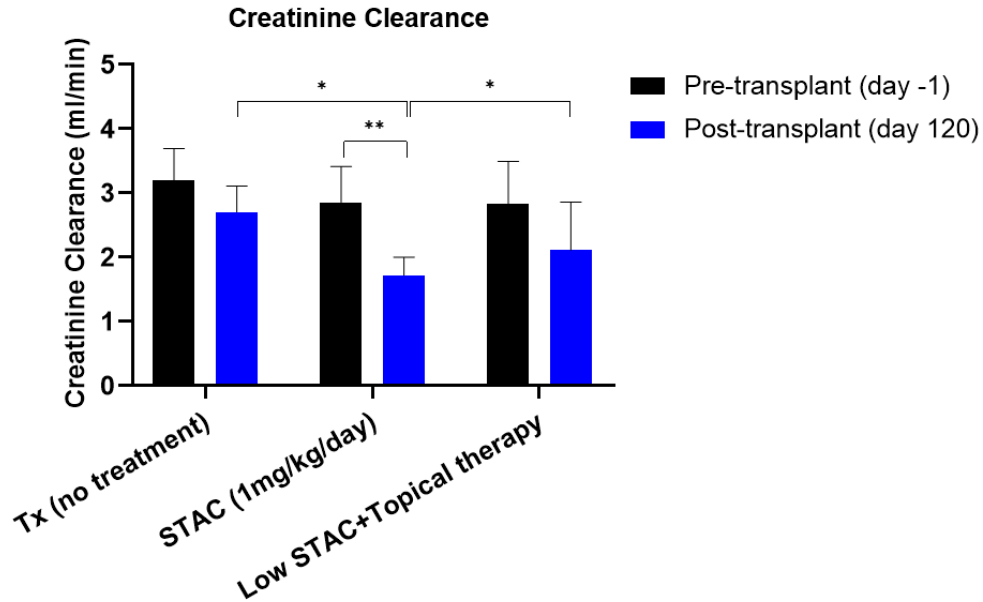 Creatinine Clearance
Creatinine Clearance (ml/min)
5
4
3
2
1
0
*
*
**
Pre-transplant (day -1)
Post-transplant (day 120)
Tx (no treatment)
STAC (1mg/kg/day)
Low STAC+Topical therapy